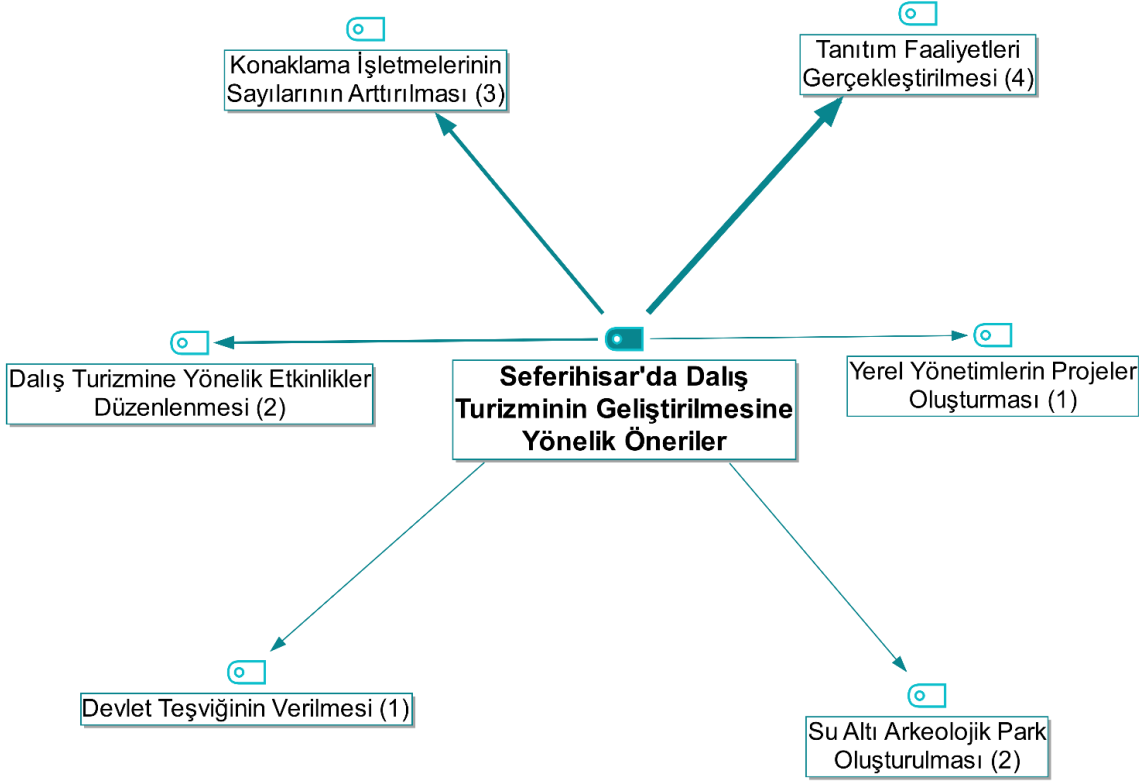 Konaklama İşletmelerinin
Sayılarının Arttırılması (3)
Tanıtım Faaliyetleri
Gerçekleştirilmesi (4)
Dalış Turizmine Yönelik Etkinlikler
Düzenlenmesi (2)
Seferihisar'da Dalış
Turizminin Geliştirilmesine
Yönelik Öneriler
Yerel Yönetimlerin Projeler
Oluşturması (1)
Devlet Teşviğinin Verilmesi (1)
Su Altı Arkeolojik Park
Oluşturulması (2)